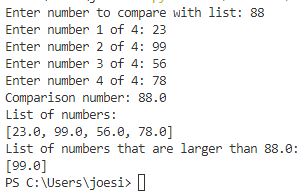 Enter number to compare with list: 88
Enter number 1 of 4: 23
Enter number 2 of 4: 99
Enter number 3 of 4: 56
Enter number 4 of 4: 78
Comparison number: 88.0
List of numbers:
[23.0, 99.0, 56.0, 78.0]
List of numbers that are larger than 88.0:
[99.0]
PS C:\Users\joesi>